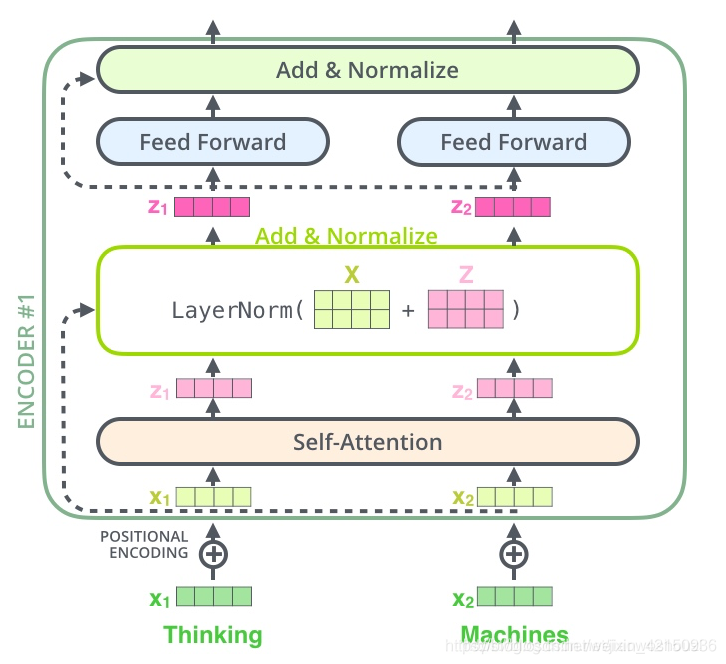 Add & Normalize
Feed Forward Feed Forward
z1 z2
Add & Normalize
X Z
LayerNorm( + )
ENCODER #1
z1 z2
Self-Attention
x1 x2
POSITIONAL
ENCODING
x1 x2
Thinking Machines